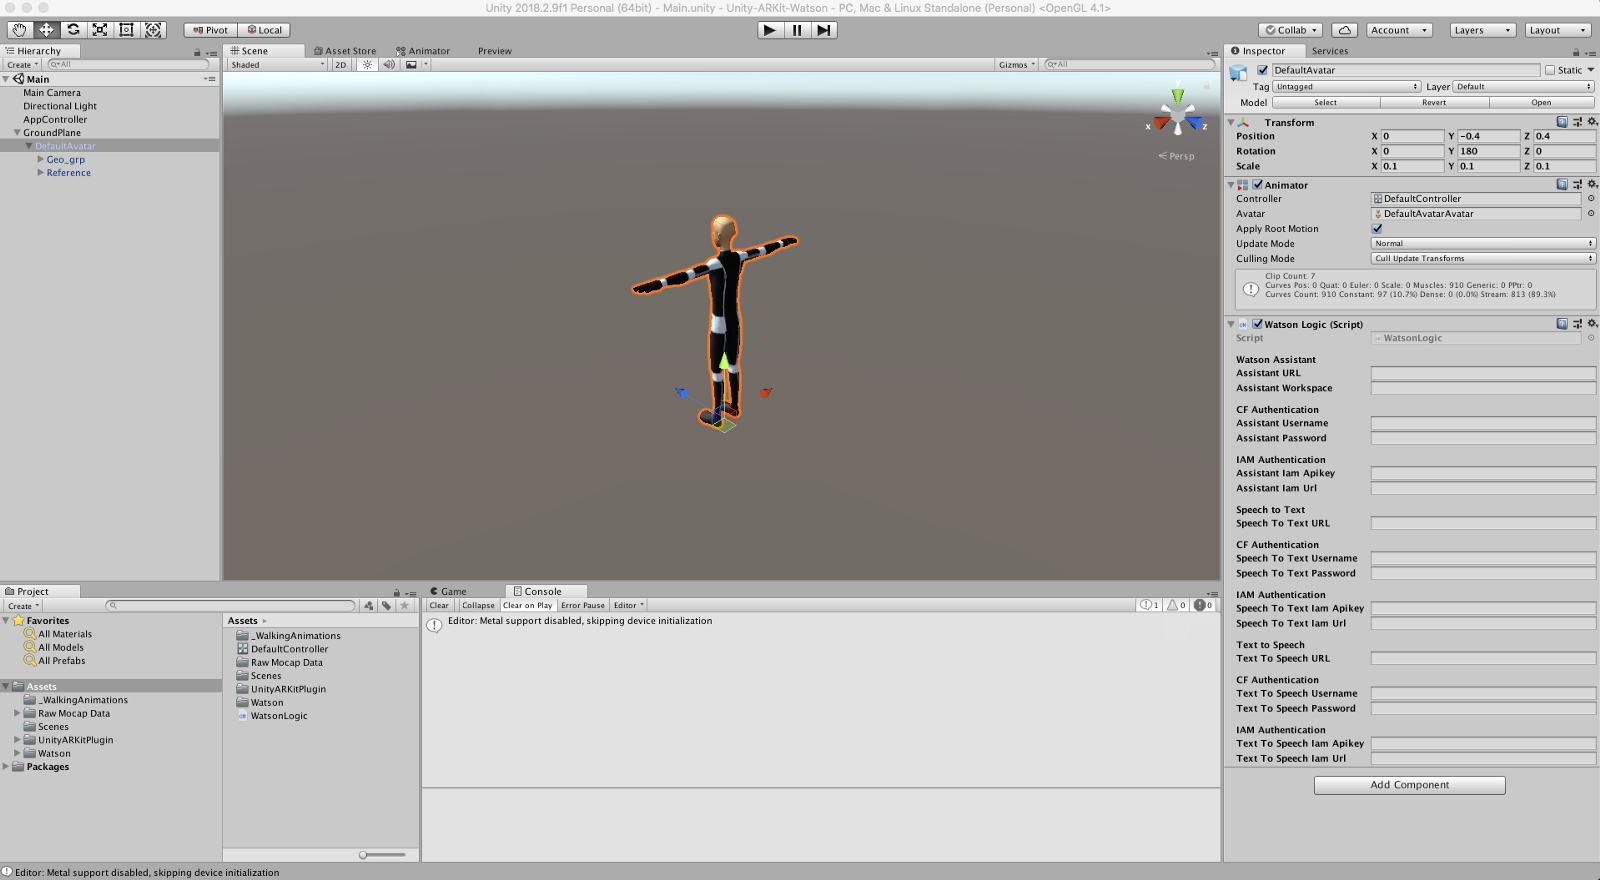 Unity 2018.2.9f1 Personal (64bit) - Main.unity - Unity-ARKit-Watson - PC, Mac & Linux Standalone (Personal) <OpenGL 4.1>
Pivot Local Collab Account Layers Layout
Hierarchy
Create All
Main
Main Camera
Directional Light
AppController
GroundPlane
DefaultAvatar
Geo_grp
Reference
Scene Asset Store Animator Preview
Shaded 2D Gizmos All
y
x z
Persp
Inspector Services
DefaultAvatar Static
Tag Untagged Layer Default
Model Select Revert Open
Transform
Position X 0 Y -0.4 Z 0.4
Rotation X 0 Y 180 Z 0
Scale X 0.1 Y 0.1 Z 0.1
Animator
Controller DefaultController
Avatar DefaultAvatarAvatar
Apply Root Motion
Update Mode Normal
Culling Mode Cull Update Transforms
Clip Count: 7
Curves Pos: 0 Quat: 0 Euler: 0 Scale: 0 Muscles: 910 Generic: 0 PPtr: 0
Curves Count: 910 Constant: 97 (10.7%) Dense: 0 (0.0%) Stream: 813 (89.3%)
Watson Logic (Script)
Script WatsonLogic
Watson Assistant
Assistant URL
Assistant Workspace
CF Authentication
Assistant Username
Assistant Password
IAM Authentication
Assistant Iam Apikey
Assistant Iam Url
Speech to Text
Speech To Text URL
CF Authentication
Speech To Text Username
Speech To Text Password
IAM Authentication
Speech To Text Iam Apikey
Speech To Text Iam Url
Text to Speech
Text To Speech URL
CF Authentication
Text To Speech Username
Text To Speech Password
IAM Authentication
Text To Speech Iam Apikey
Text To Speech Iam Url
Add Component
Project
Create
Favorites
All Materials
All Models
All Prefabs
Assets
_WalkingAnimations
Raw Mocap Data
Scenes
UnityARKitPlugin
Watson
Packages
Assets
_WalkingAnimations
DefaultController
Raw Mocap Data
Scenes
UnityARKitPlugin
Watson
WatsonLogic
Game Console
Clear Collapse Clear on Play Error Pause Editor 1 0 0
Editor: Metal support disabled, skipping device initialization
Editor: Metal support disabled, skipping device initialization